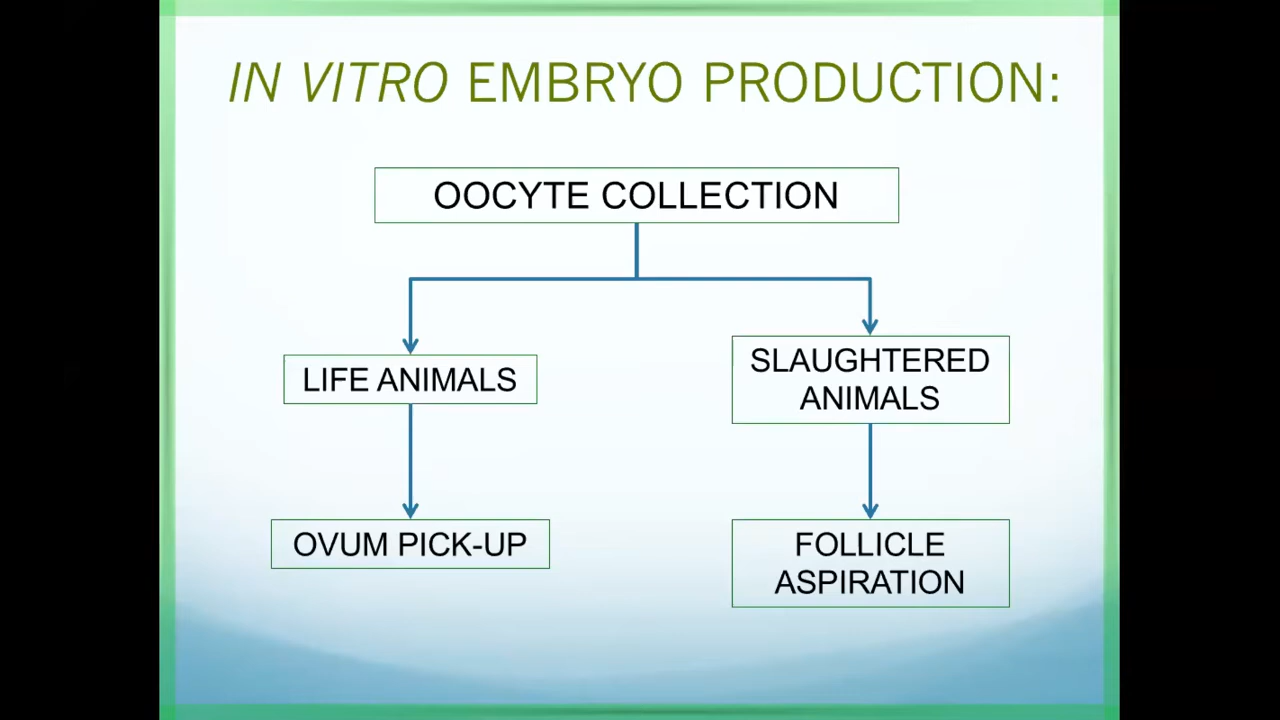 IN VITRO EMBRYO PRODUCTION:
OOCYTE COLLECTION
LIFE ANIMALS
SLAUGHTERED
ANIMALS
OVUM PICK-UP
FOLLICLE
ASPIRATION